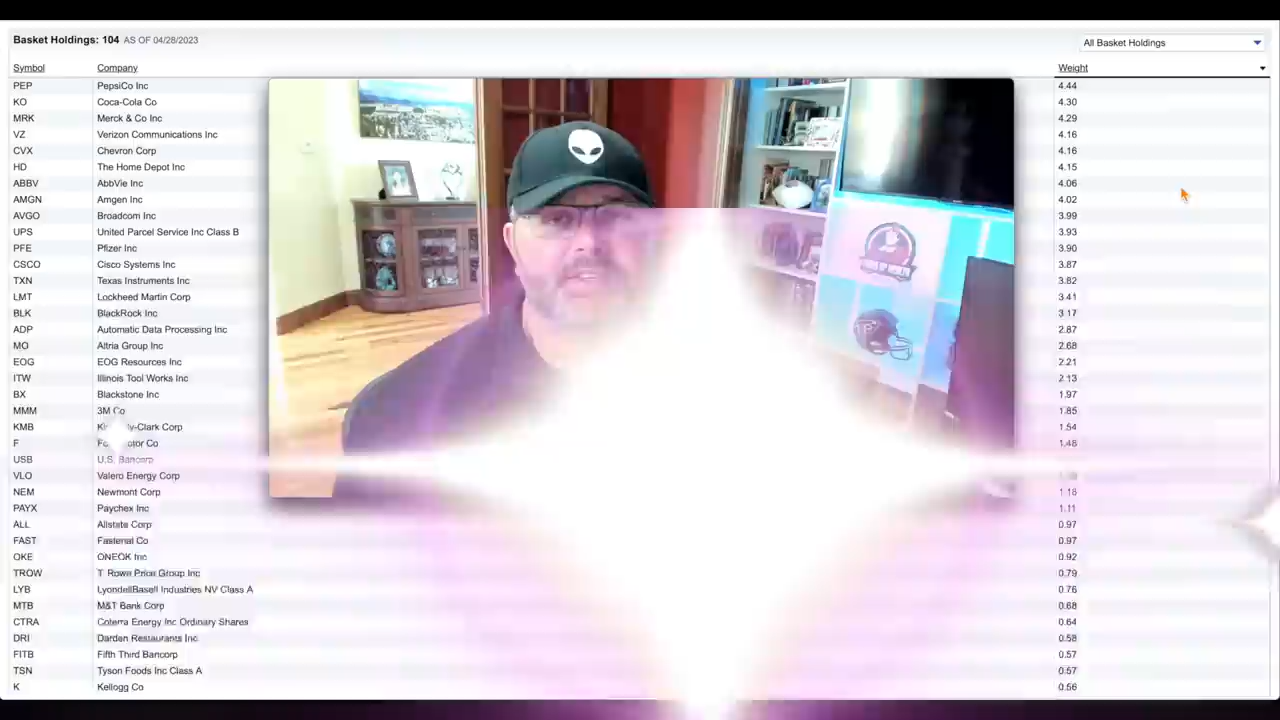 Basket Holdings: 104 AS OF 04/28/2023
All Basket Holdings
Symbol Company Weight
PEP PepsiCo Inc 4.44
KO Coca-Cola Co 4.30
MRK Merck & Co Inc 4.29
VZ Verizon Communications Inc 4.16
CVX Chevron Corp 4.16
HD The Home Depot Inc 4.15
ABBV AbbVie Inc 4.06
AMGN Amgen Inc 4.02
AVGO Broadcom Inc 3.99
UPS United Parcel Service Inc Class B 3.93
PFE Pfizer Inc 3.90
CSCO Cisco Systems Inc 3.87
TXN Texas Instruments Inc 3.82
LMT Lockheed Martin Corp 3.41
BLK BlackRock Inc 3.17
ADP Automatic Data Processing Inc 2.87
MO Altria Group Inc 2.68
EOG EOG Resources Inc 2.21
ITW Illinois Tool Works Inc 2.13
BX Blackstone Inc 1.97
MMM 3M Co 1.85
KMB Corp 1.54
F Co 1.48
USB U.S. Bancorp
VLO Valero Energy Corp
NEM Newmont Corp 1.18
PAYX Paychex Inc 1.11
ALL Allstate Corp 0.97
FAST Fastenal Co 0.97
OKE ONEOK Inc 0.92
TROW T Rowe Price Group Inc 0.79
LYB LyondellBasell Industries NV Class A 0.76
MTB M&T Bank Corp 0.68
CTRA Coterra Energy Inc Ordinary Shares 0.64
DRI Darden Restaurants Inc 0.58
FITB Fifth Third Bancorp 0.57
TSN Tyson Foods Inc Class A 0.57
K Kellogg Co 0.56